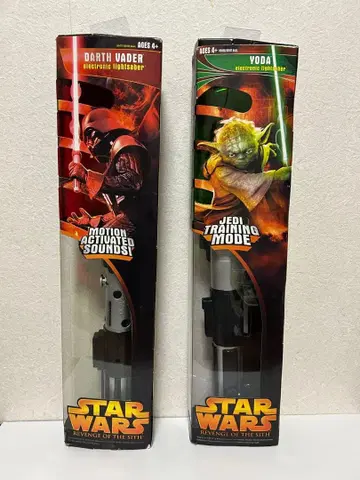 AGES 4+
DARTH VADER
electronic lightsaber
MOTION
ACTIVATED
SOUNDS!
STAR
WARS
REVENGE OF THE SITH
AGES 4+
YODA
electronic lightsaber
JEDI
TRAINING
MODE
STAR
WARS
REVENGE OF THE SITH